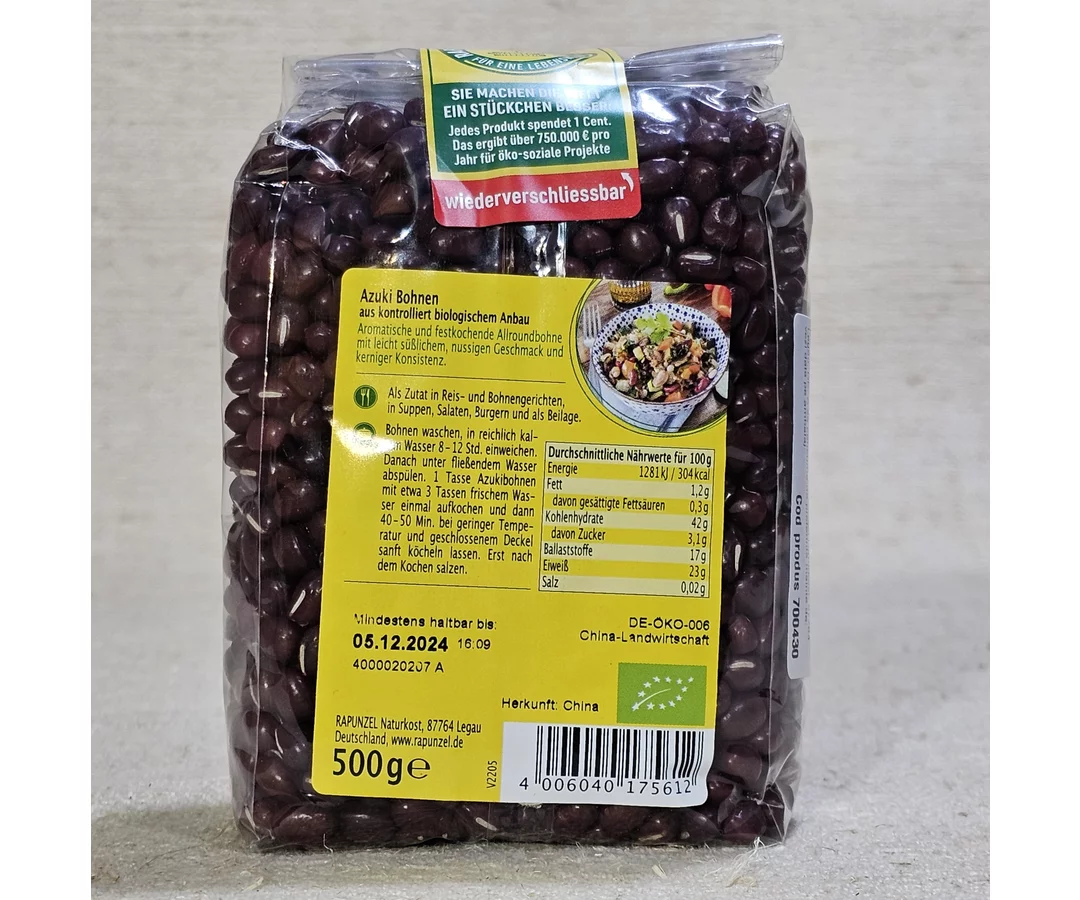 FÜR EINE LEBENS
SIE MACHEN DIE WELT
EIN STÜCKCHEN BESSER
Jedes Produkt spendet 1 Cent.
Das ergibt über 750.000 € pro
Jahr für öko-soziale Projekte
wiederverschliessbar
Azuki Bohnen
aus kontrolliert biologischem Anbau
Aromatische und festkochende Allroundbohne
mit leicht süßlichem, nussigen Geschmack und
kerniger Konsistenz.
Als Zutat in Reis- und Bohnengerichten,
in Suppen, Salaten, Burgern und als Beilage.
Bohnen waschen, in reichlich kal-
Wasser 8–12 Std. einweichen.
Danach unter fließendem Wasser
abspülen. 1 Tasse Azukibohnen
mit etwa 3 Tassen frischem Was-
ser einmal aufkochen und dann
40–50 Min. bei geringer Tempe-
ratur und geschlossenem Deckel
sanft köcheln lassen. Erst nach
dem Kochen salzen.
Durchschnittliche Nährwerte für 100g
Energie 1281kJ / 304kcal
Fett 1,2g
davon gesättigte Fettsäuren 0,3g
Kohlenhydrate 42g
davon Zucker 3,1g
Ballaststoffe 17g
Eiweiß 23g
Salz 0,02g
Mindestens haltbar bis:
05.12.2024 16:09
4000020207 A
DE-ÖKO-006
China-Landwirtschaft
Herkunft: China
RAPUNZEL Naturkost, 87764 Legau
Deutschland, www.rapunzel.de
500g℮
V2205
4 006040 175612
Cod produs 700430